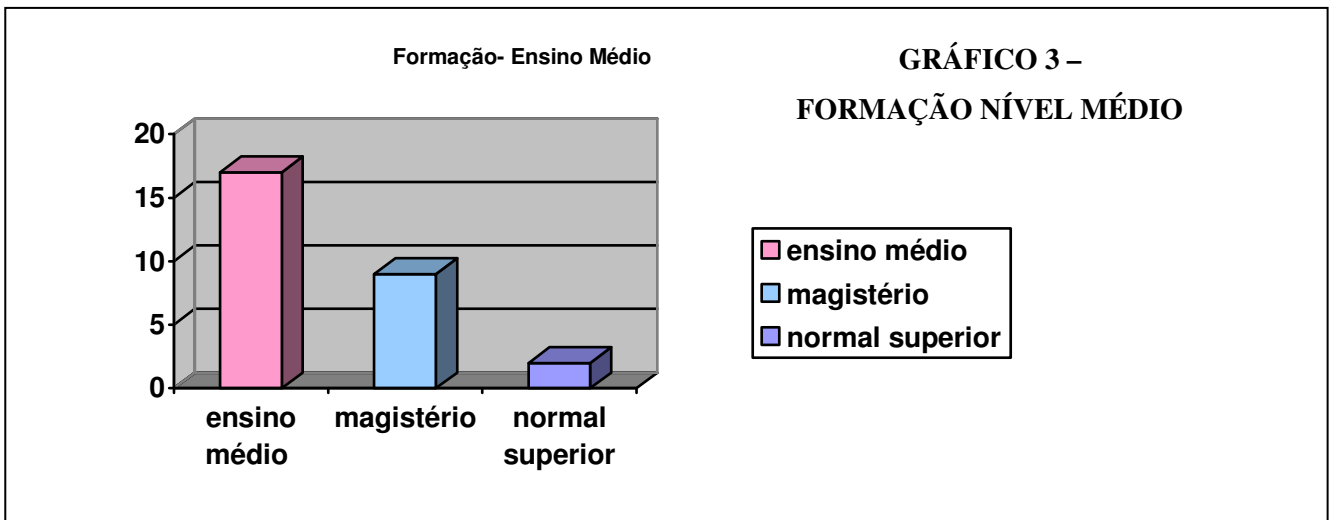 Formação- Ensino Médio
GRÁFICO 3 –
FORMAÇÃO NÍVEL MÉDIO
20
15
10
5
0
ensino
médio
magistério
normal
superior
ensino médio
magistério
normal superior